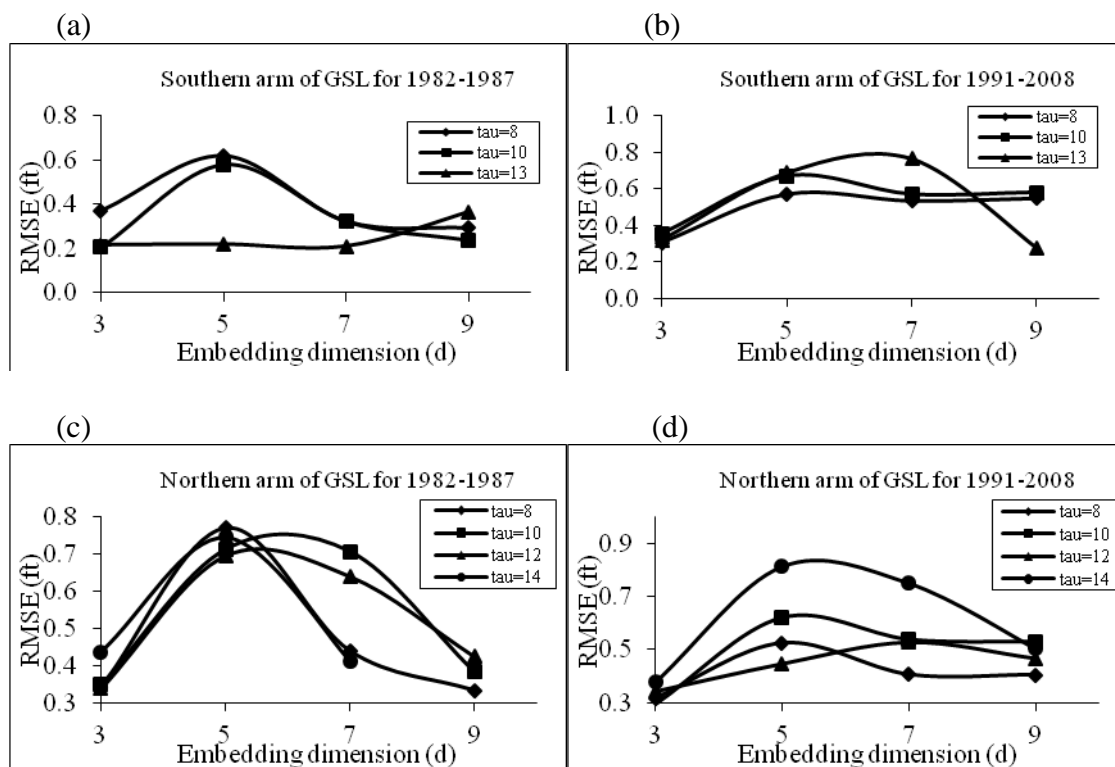 (a)
Southern arm of GSL for 1982-1987
0.8
0.6
0.4
0.2
0.0
RMSE (ft)
tau=8
tau=10
tau=13
3 5 7 9
Embedding dimension (d)
(b)
Southern arm of GSL for 1991-2008
1.0
0.8
0.6
0.4
0.2
0.0
RMSE (ft)
tau=8
tau=10
tau=13
3 5 7 9
Embedding dimension (d)
(c)
Northern arm of GSL for 1982-1987
0.8
0.7
0.6
0.5
0.4
0.3
RMSE (ft)
tau=8
tau=10
tau=12
tau=14
3 5 7 9
Embedding dimension (d)
(d)
Northern arm of GSL for 1991-2008
0.9
0.7
0.5
0.3
RMSE (ft)
tau=8
tau=10
tau=12
tau=14
3 5 7 9
Embedding dimension (d)